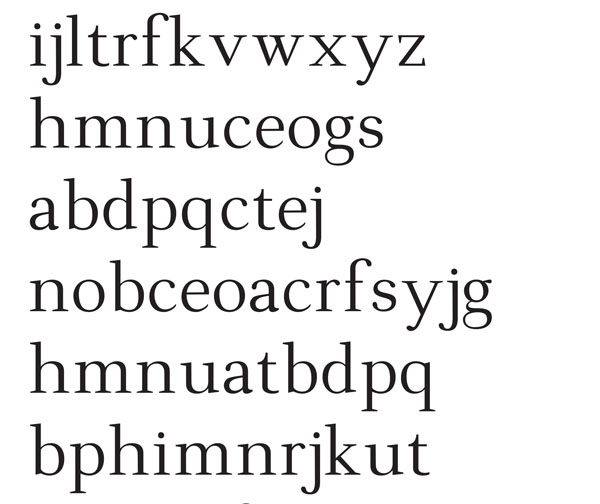 ijltrfkvwxyz
hmnuceogs
abdpqctej
nobceoacrfsyjg
hmnuatbdpq
bphimnrjkut